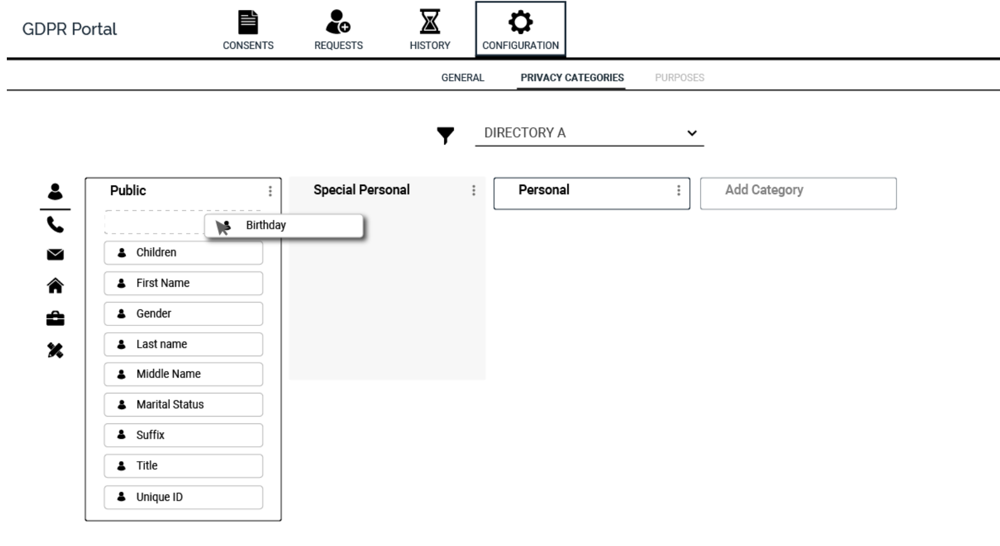 GDPR Portal
CONSENTS
REQUESTS
HISTORY
CONFIGURATION
GENERAL
PRIVACY CATEGORIES
PURPOSES
DIRECTORY A
Public
Special Personal
Personal
Add Category
Birthday
Children
First Name
Gender
Last name
Middle Name
Marital Status
Suffix
Title
Unique ID